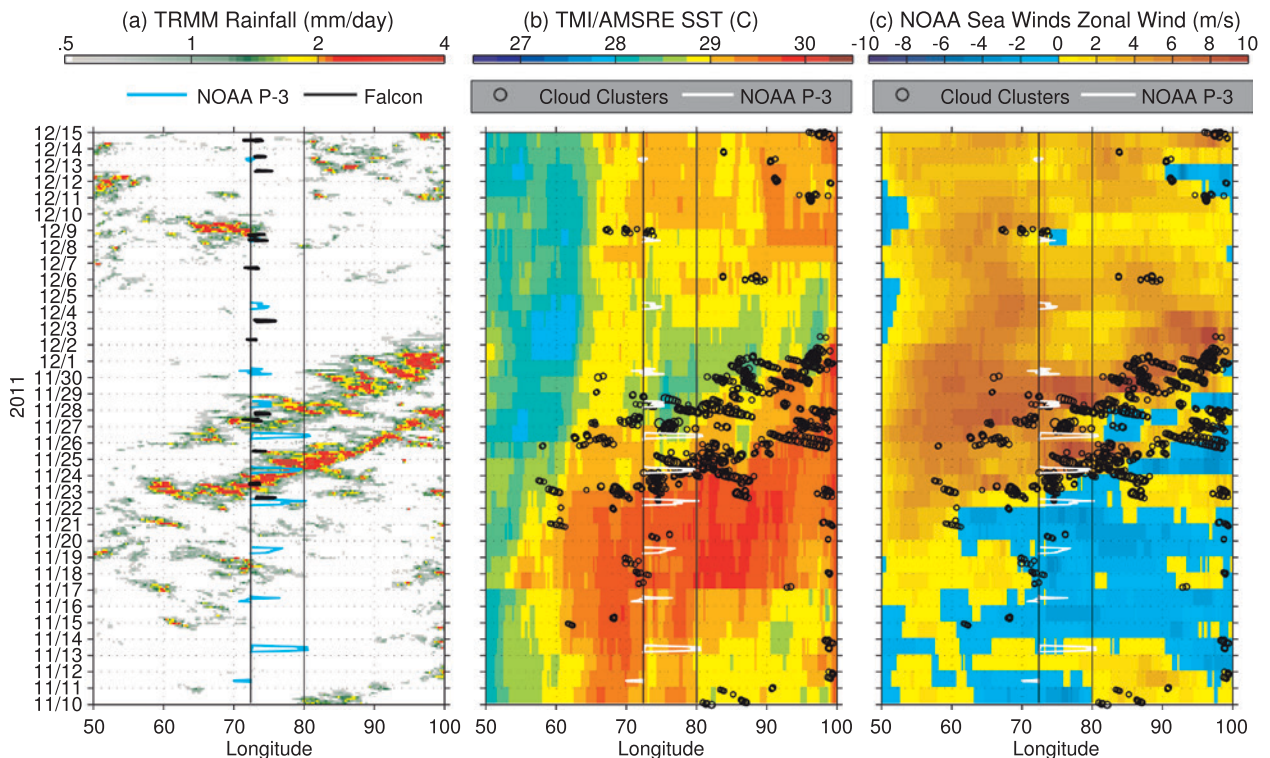 (a) TRMM Rainfall (mm/day)
.5 1 2 4
NOAA P-3 Falcon
(b) TMI/AMSRE SST (C)
27 28 29 30
Cloud Clusters NOAA P-3
(c) NOAA Sea Winds Zonal Wind (m/s)
-10 -8 -6 -4 -2 0 2 4 6 8 10
Cloud Clusters NOAA P-3
2011
12/15
12/14
12/13
12/12
12/11
12/10
12/9
12/8
12/7
12/6
12/5
12/4
12/3
12/2
12/1
11/30
11/29
11/28
11/27
11/26
11/25
11/24
11/23
11/22
11/21
11/20
11/19
11/18
11/17
11/16
11/15
11/14
11/13
11/12
11/11
11/10
50 60 70 80 90 100
Longitude
50 60 70 80 90 100
Longitude
50 60 70 80 90 100
Longitude